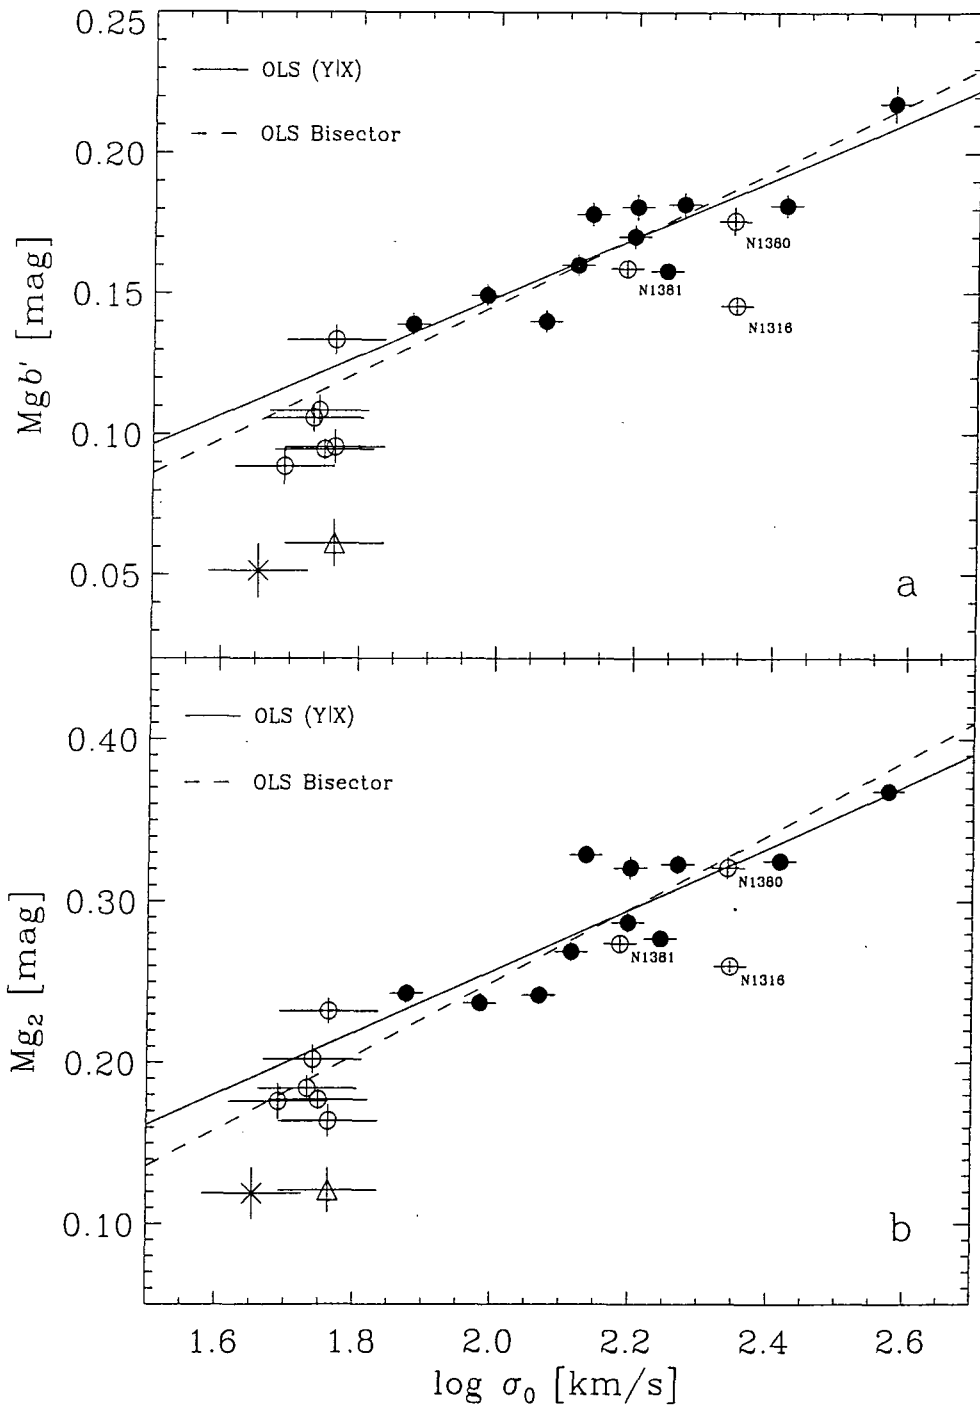 0.25
0.20
0.15
0.10
0.05
Mgb' [mag]
OLS (Y|X)
OLS Bisector
N1380
N1381
N1316
a
0.40
0.30
0.20
0.10
Mg₂ [mag]
OLS (Y|X)
OLS Bisector
N1380
N1381
N1316
b
1.6 1.8 2.0 2.2 2.4 2.6
log σ₀ [km/s]